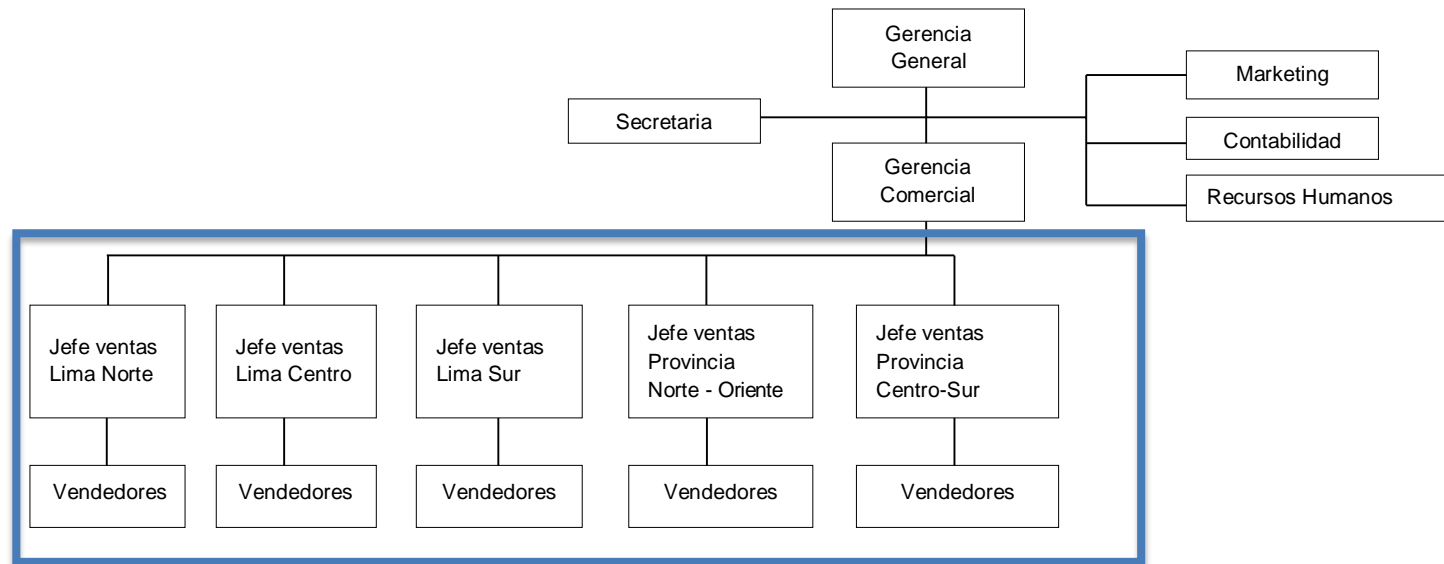 Gerencia
General
Marketing
Secretaria
Contabilidad
Gerencia
Comercial
Recursos Humanos
Jefe ventas
Lima Norte
Jefe ventas
Lima Centro
Jefe ventas
Lima Sur
Jefe ventas
Provincia
Norte - Oriente
Jefe ventas
Provincia
Centro-Sur
Vendedores
Vendedores
Vendedores
Vendedores
Vendedores